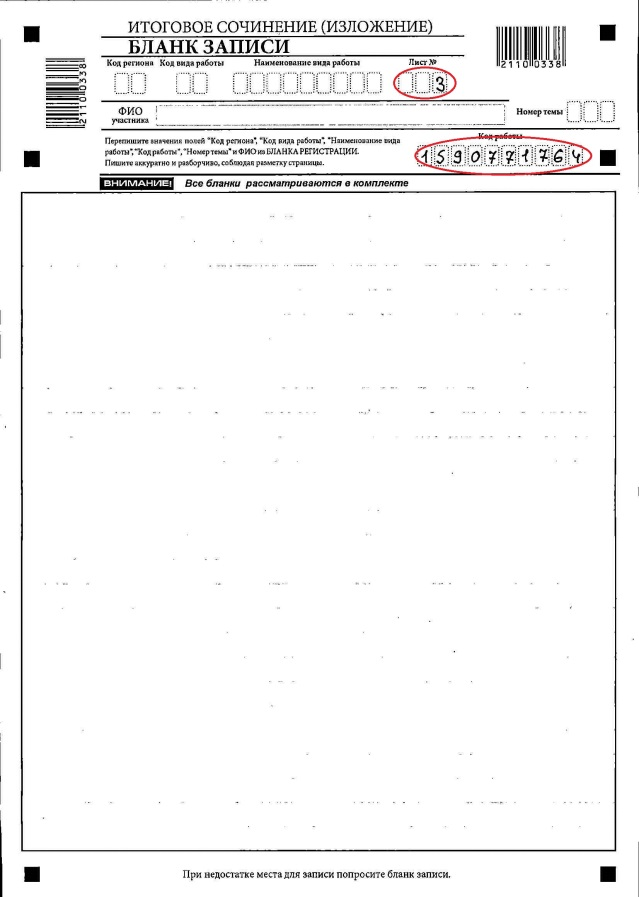 ИТОГОВОЕ СОЧИНЕНИЕ (ИЗЛОЖЕНИЕ)
БЛАНК ЗАПИСИ
Код региона Код вида работы Наименование вида работы Лист №
3
2110 0338
2110 0338
ФИО участника
Номер темы
Перепишите значения полей "Код региона", "Код вида работы", "Наименование вида
работы", "Код работы", "Номер темы" и ФИО из БЛАНКА РЕГИСТРАЦИИ.
Пишите аккуратно и разборчиво, соблюдая разметку страницы.
Код работы
1590771764
ВНИМАНИЕ! Все бланки рассматриваются в комплекте
При недостатке места для записи попросите бланк записи.